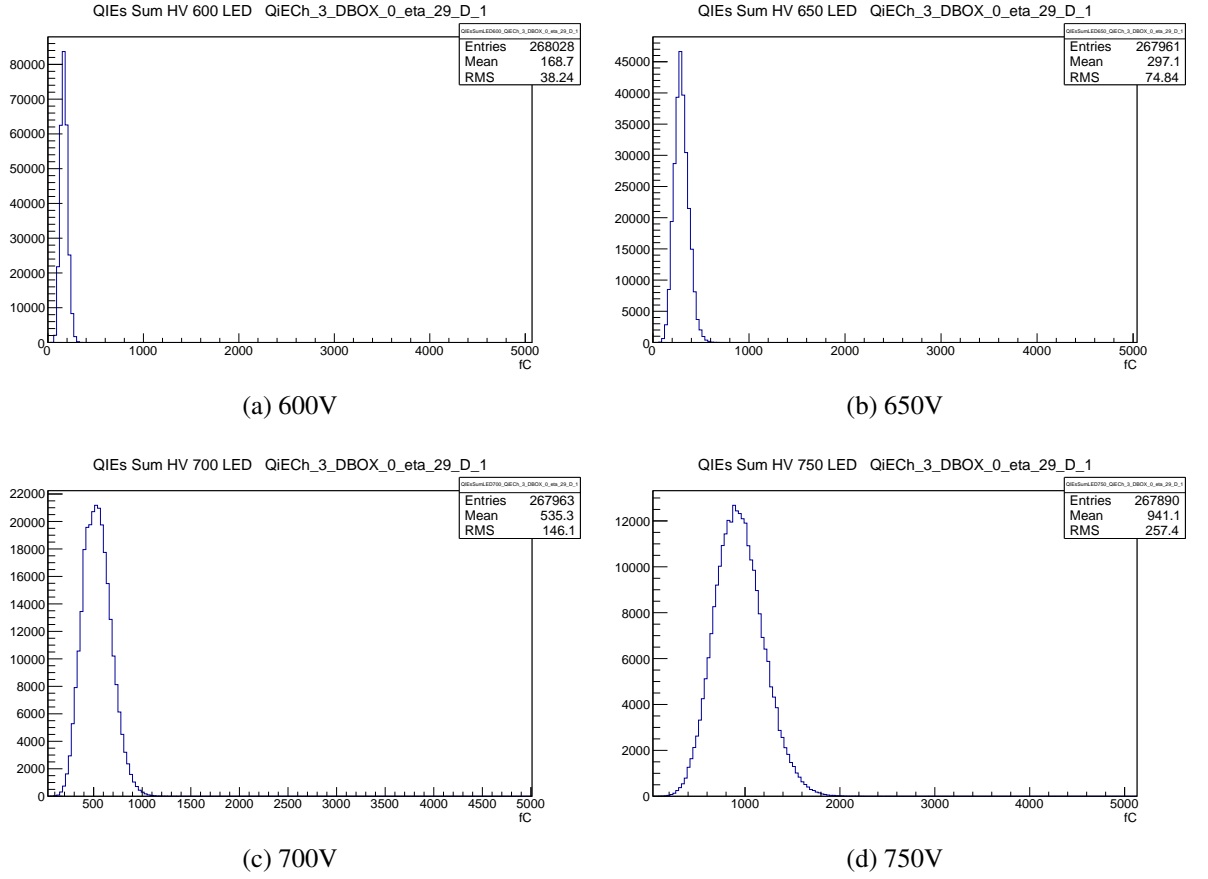 QIEs Sum HV 600 LED QiECh_3_DBOX_0_eta_29_D_1
QIEsSumLED600_QiECh_3_DBOX_0_eta_29_D_1
Entries 268028
Mean 168.7
RMS 38.24
80000
70000
60000
50000
40000
30000
20000
10000
0
0 1000 2000 3000 4000 5000
fC
(a) 600V
QIEs Sum HV 650 LED QiECh_3_DBOX_0_eta_29_D_1
QIEsSumLED650_QiECh_3_DBOX_0_eta_29_D_1
Entries 267961
Mean 297.1
RMS 74.84
45000
40000
35000
30000
25000
20000
15000
10000
5000
0
0 1000 2000 3000 4000 5000
fC
(b) 650V
QIEs Sum HV 700 LED QiECh_3_DBOX_0_eta_29_D_1
QIEsSumLED700_QiECh_3_DBOX_0_eta_29_D_1
Entries 267963
Mean 535.3
RMS 146.1
22000
20000
18000
16000
14000
12000
10000
8000
6000
4000
2000
0
500 1000 1500 2000 2500 3000 3500 4000 4500 5000
fC
(c) 700V
QIEs Sum HV 750 LED QiECh_3_DBOX_0_eta_29_D_1
QIEsSumLED750_QiECh_3_DBOX_0_eta_29_D_1
Entries 267890
Mean 941.1
RMS 257.4
12000
10000
8000
6000
4000
2000
0
1000 2000 3000 4000 5000
fC
(d) 750V